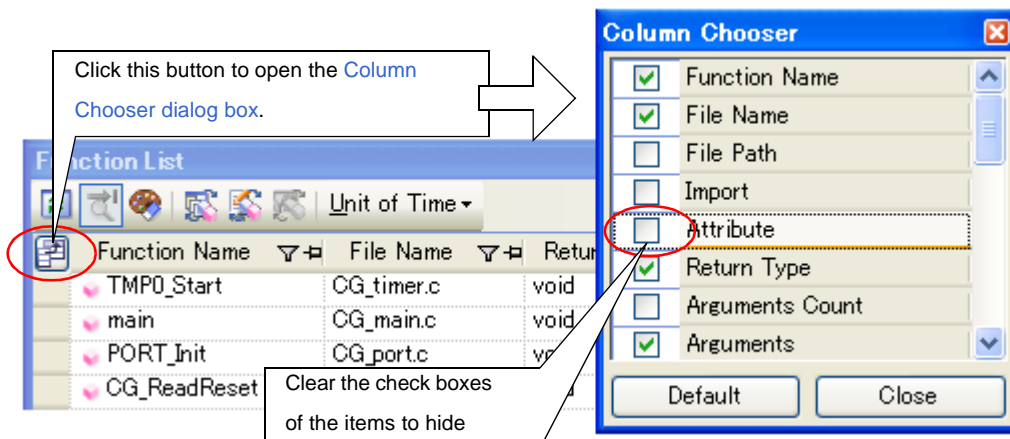 Click this button to open the Column
Chooser dialog box.
Column Chooser
Function Name
File Name
File Path
Import
Attribute
Return Type
Arguments Count
Arguments
Default Close
Function List
Unit of Time
Function Name File Name
TMP0_Start CG_timer.c void
main CG_main.c void
PORT_Init CG_port.c
CG_ReadReset
Clear the check boxes
of the items to hide